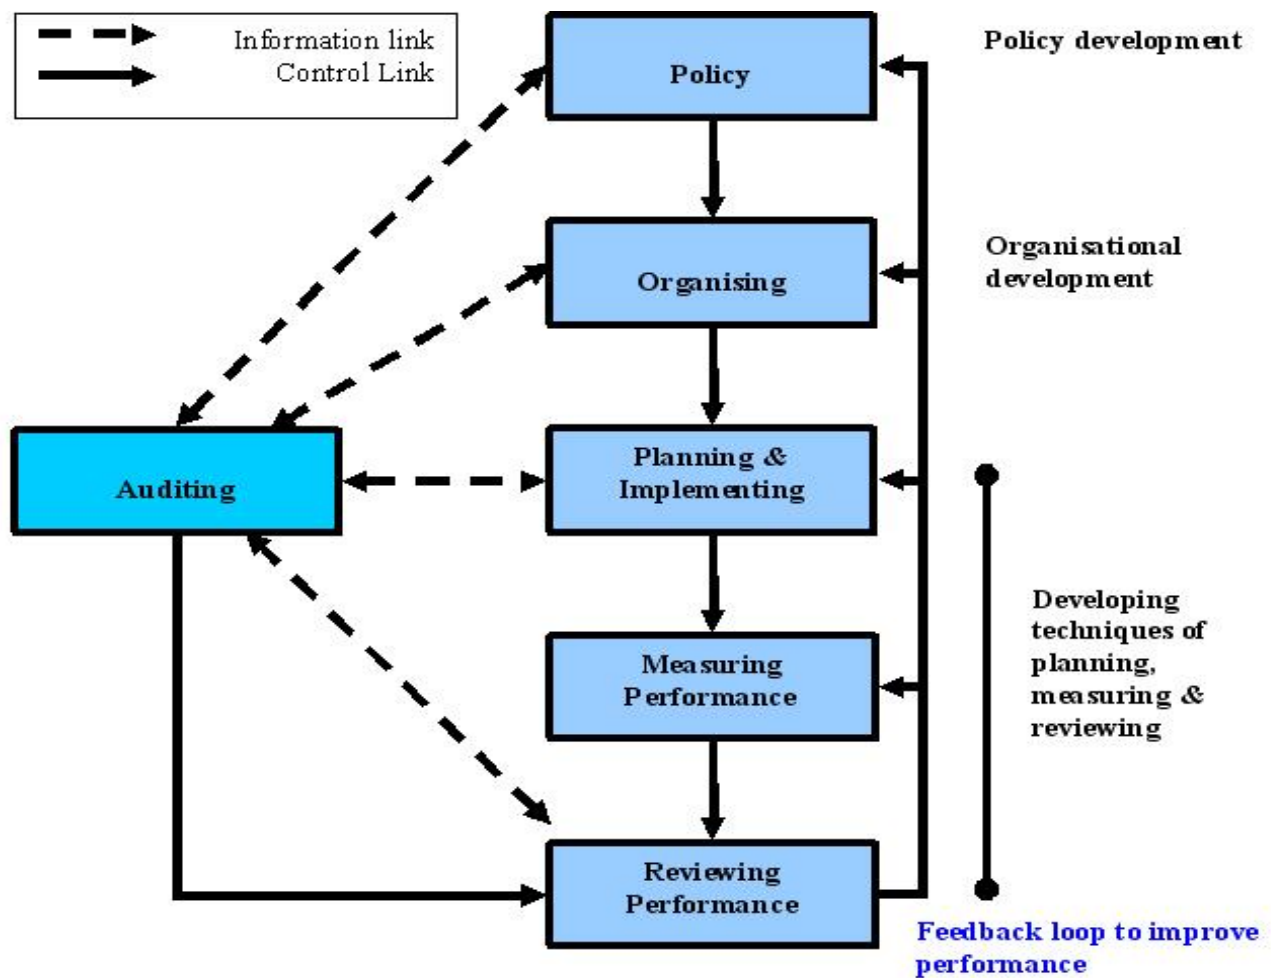 Information link
Control Link
Policy
Policy development
Organising
Organisational
development
Auditing
Planning &
Implementing
Measuring
Performance
Developing
techniques of
planning,
measuring &
reviewing
Reviewing
Performance
Feedback loop to improve
performance